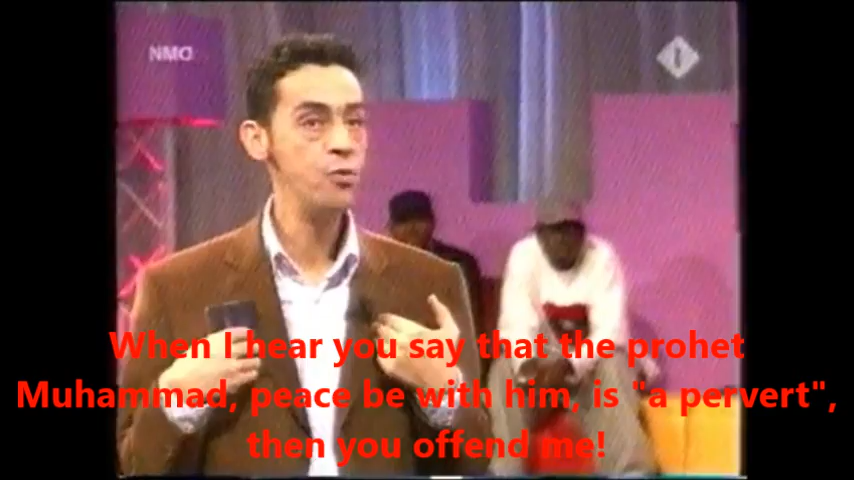 NMO
1
When I hear you say that the prohet
Muhammad, peace be with him, is "a pervert",
then you offend me!